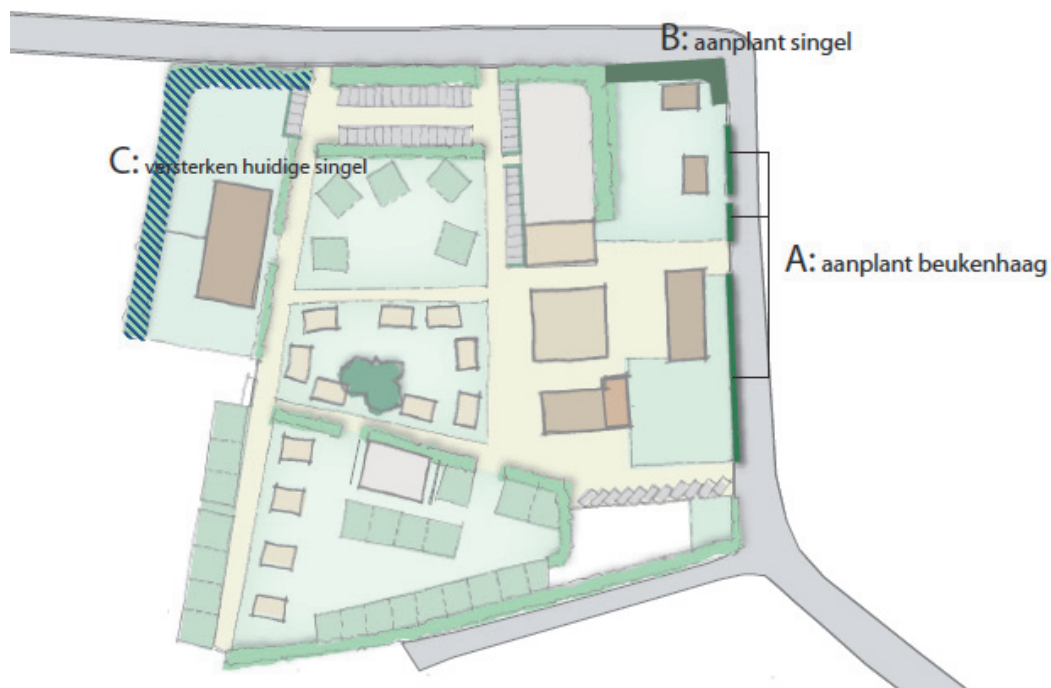 B: aanplant singel
C: versterken huidige singel
A: aanplant beukenhaag